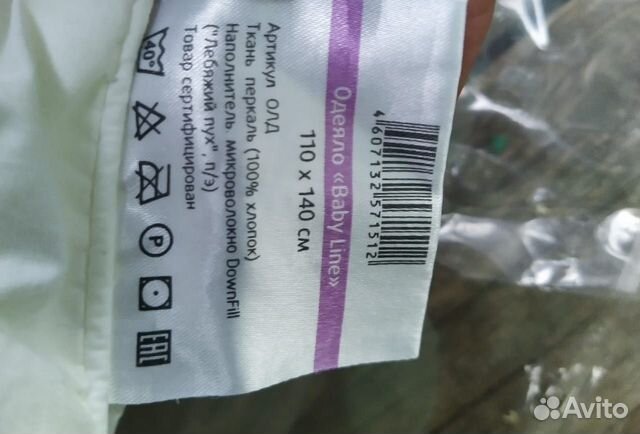 4607132571512
Одеяло «Baby Line»
110 х 140 см
Артикул ОЛД
Ткань перкаль (100% хлопок)
Наполнитель. микроволокно DownFill
("Лебяжий пух", п/э)
Товар сертифицирован
40°
P
EAC
Avito